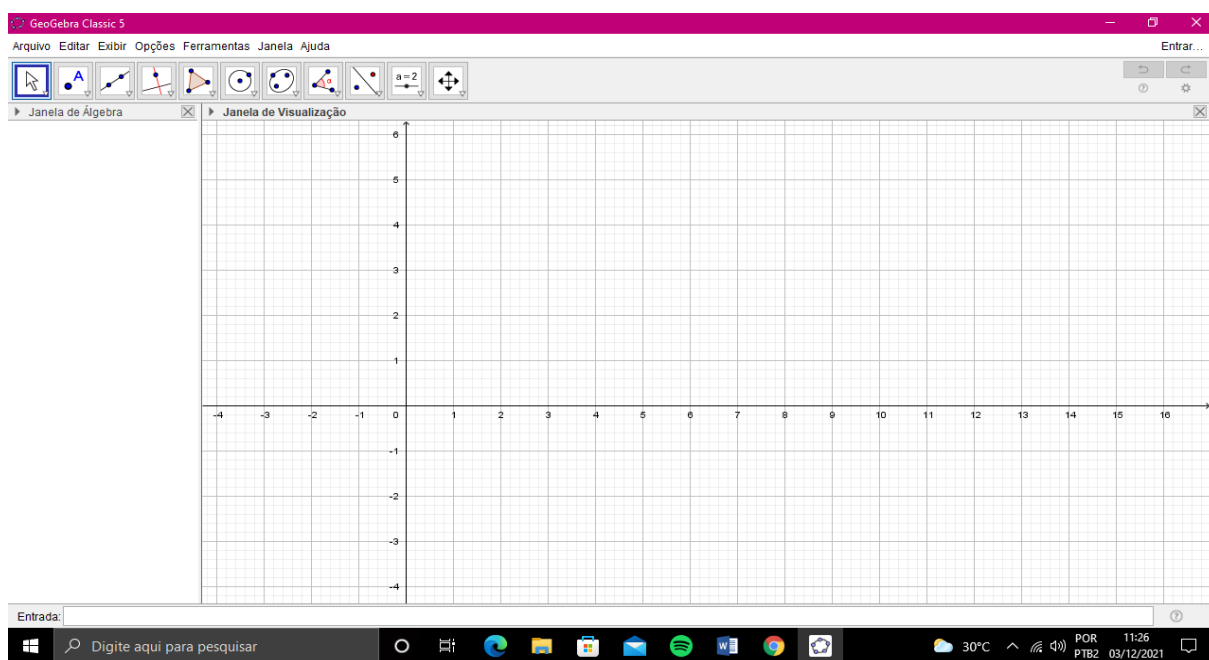 GeoGebra Classic 5
Arquivo Editar Exibir Opções Ferramentas Janela Ajuda Entrar...
A α a = 2
Janela de Álgebra Janela de Visualização
6
5
4
3
2
1
-4 -3 -2 -1 0 1 2 3 4 5 6 7 8 9 10 11 12 13 14 15 16
-1
-2
-3
-4
Entrada:
Digite aqui para pesquisar 30°C POR 11:26
PTB2 03/12/2021